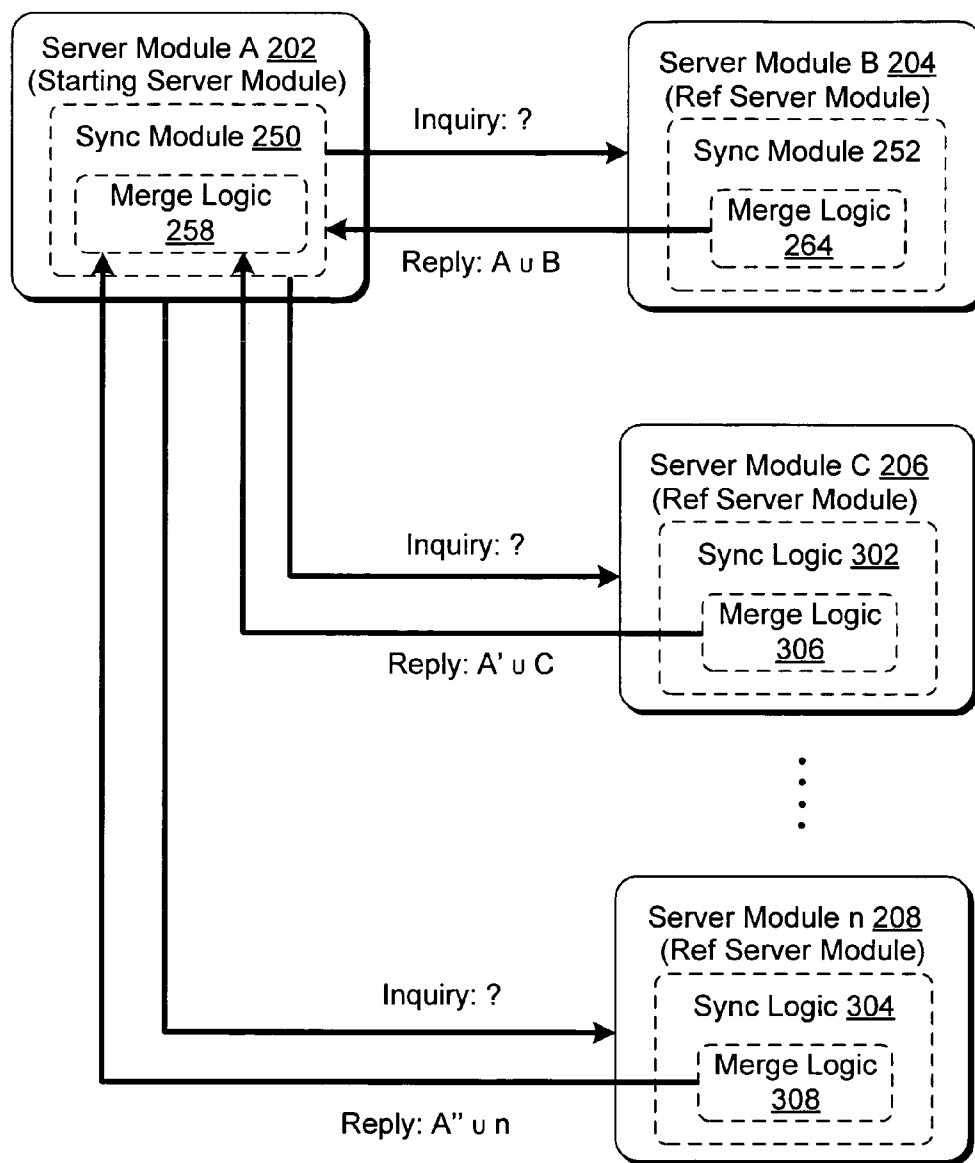 Server Module A 202
(Starting Server Module)
Sync Module 250
Merge Logic
258
Inquiry: ?
Reply: A ∪ B
Server Module B 204
(Ref Server Module)
Sync Module 252
Merge Logic
264
Server Module C 206
(Ref Server Module)
Sync Logic 302
Merge Logic
306
Inquiry: ?
Reply: A' ∪ C
Server Module n 208
(Ref Server Module)
Sync Logic 304
Merge Logic
308
Inquiry: ?
Reply: A'' ∪ n